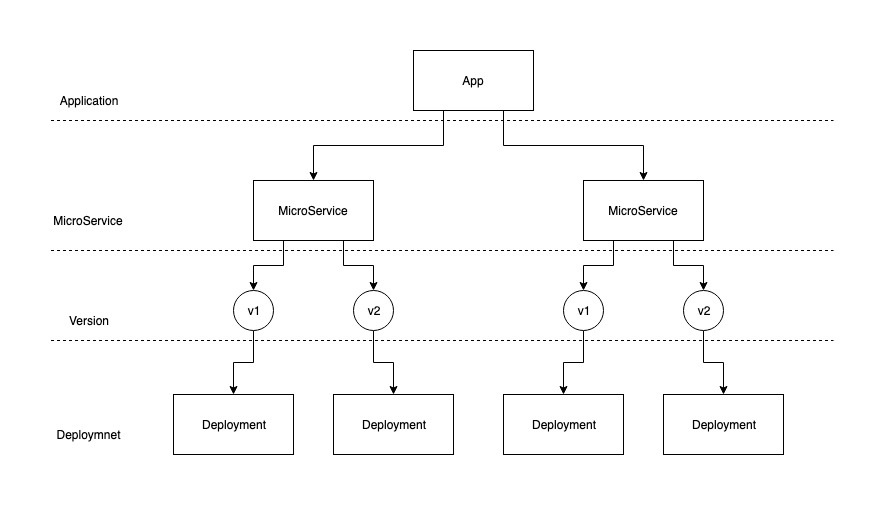 App
Application
MicroService
MicroService
MicroService
v1
v2
v1
v2
Version
Deployment
Deployment
Deployment
Deployment
Deploymnet